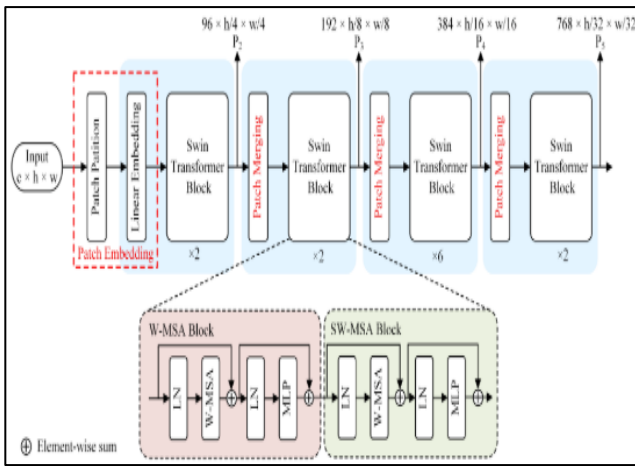 96 × h/4 × w/4
192 × h/8 × w/8
384 × h/16 × w/16
768 × h/32 × w/32
P2
P3
P4
P5
Input
c × h × w
Patch Patition
Linear Embedding
Patch Embedding
Swin
Transformer
Block
×2
Patch Merging
Swin
Transformer
Block
×2
Patch Merging
Swin
Transformer
Block
×6
Patch Merging
Swin
Transformer
Block
×2
W-MSA Block
LN
W-MSA
LN
MLP
SW-MSA Block
LN
W-MSA
LN
MLP
Element-wise sum